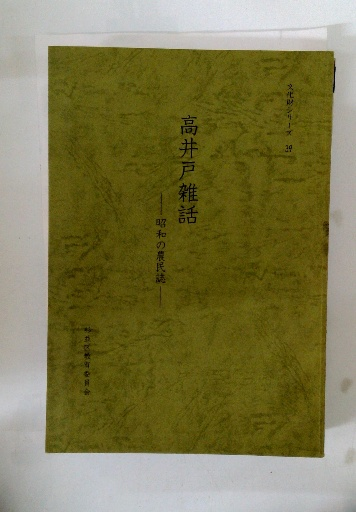 文化財シリーズ 39
高井戸雑話
——昭和の農民誌——
杉並区教育委員会